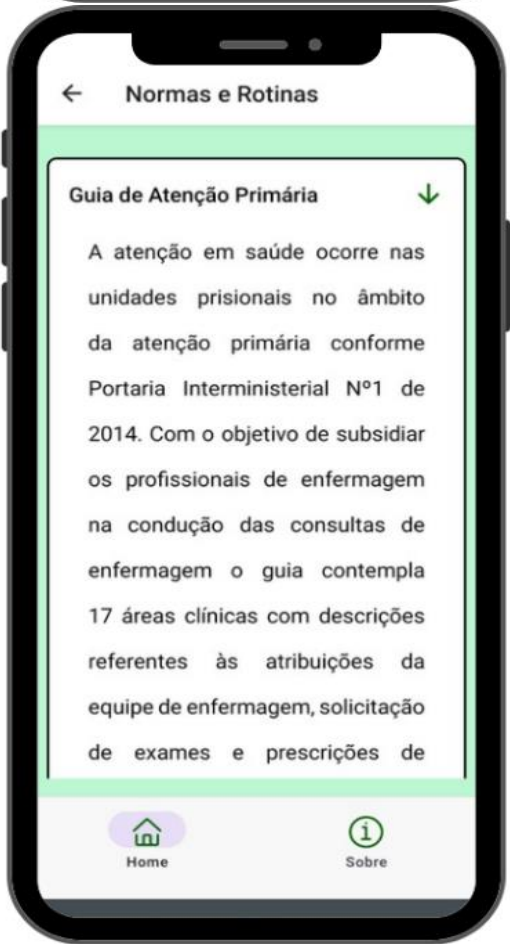 Normas e Rotinas
Guia de Atenção Primária
A atenção em saúde ocorre nas
unidades prisionais no âmbito
da atenção primária conforme
Portaria Interministerial Nº1 de
2014. Com o objetivo de subsidiar
os profissionais de enfermagem
na condução das consultas de
enfermagem o guia contempla
17 áreas clínicas com descrições
referentes às atribuições da
equipe de enfermagem, solicitação
de exames e prescrições de
Home
Sobre